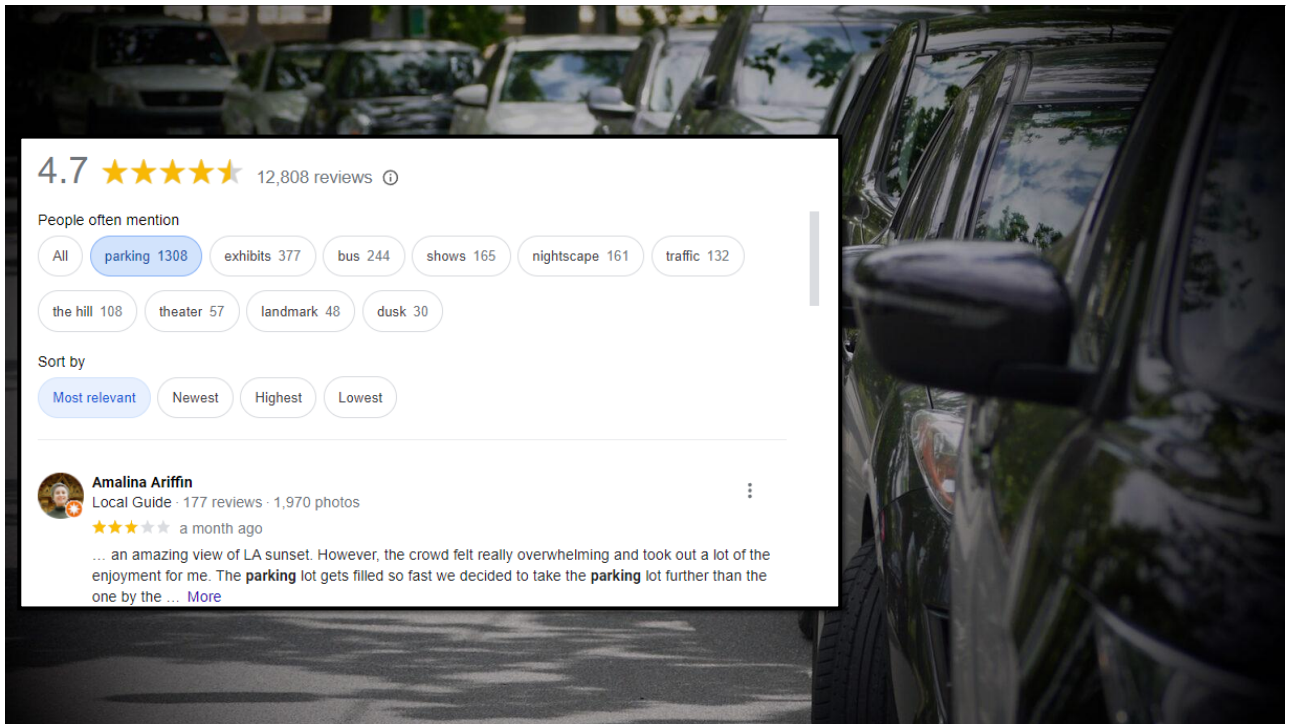 4.7 12,808 reviews
People often mention
All parking 1308 exhibits 377 bus 244 shows 165 nightscape 161 traffic 132
the hill 108 theater 57 landmark 48 dusk 30
Sort by
Most relevant Newest Highest Lowest
Amalina Ariffin
Local Guide · 177 reviews · 1,970 photos
a month ago
... an amazing view of LA sunset. However, the crowd felt really overwhelming and took out a lot of the
enjoyment for me. The parking lot gets filled so fast we decided to take the parking lot further than the
one by the ... More